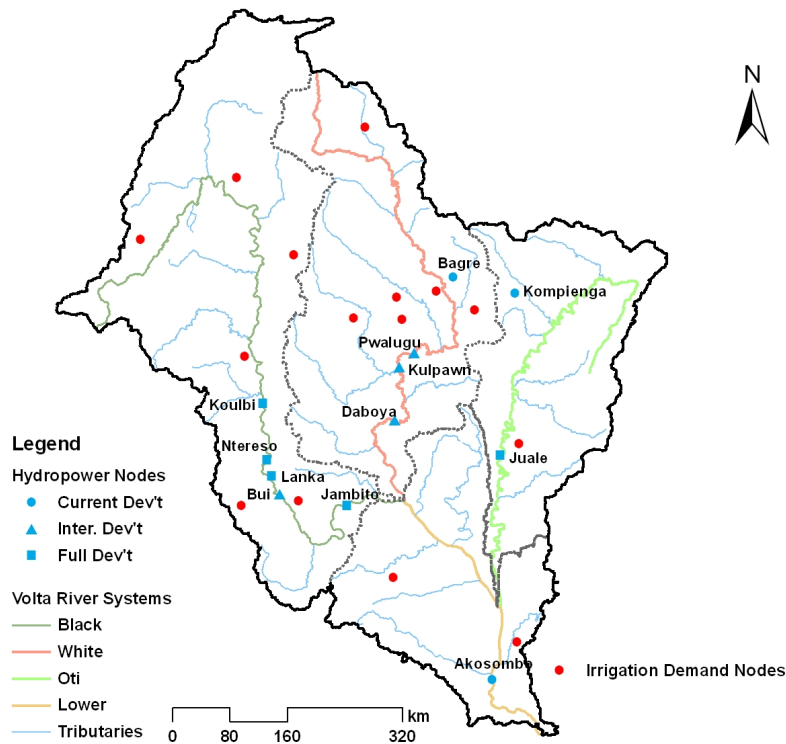 N
Bagre
Kompienga
Pwalugu
Kulpawn
Koulbi
Daboya
Legend
Ntereso
Juale
Hydropower Nodes
Lanka
Bui
Jambito
Current Dev't
Inter. Dev't
Full Dev't
Volta River Systems
Black
White
Akosombo
Irrigation Demand Nodes
Oti
Lower
km
Tributaries
0 80 160 320